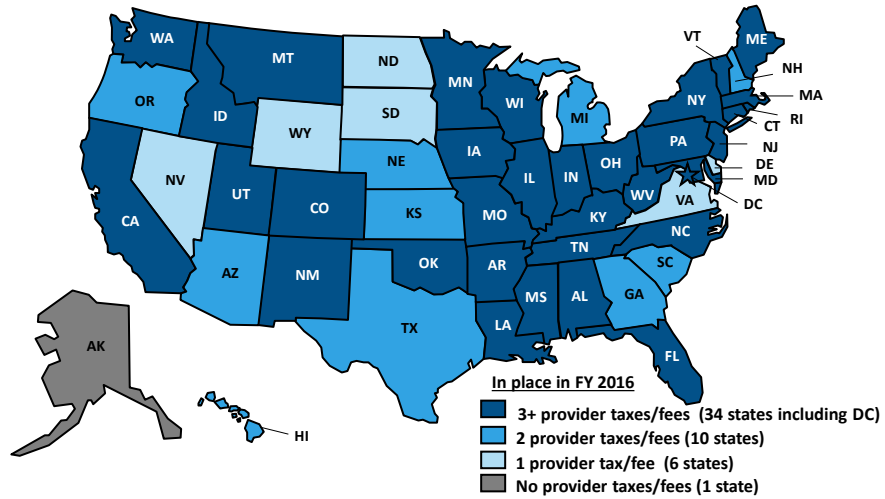 WA
MT
ND
MN
VT
ME
NH
OR
ID
SD
WI
MI
NY
MA
RI
CT
WY
NE
IA
PA
NJ
NV
UT
CO
KS
IL
IN
OH
DE
MD
DC
CA
MO
WV
VA
KY
NC
TN
AZ
NM
OK
AR
SC
MS
AL
GA
TX
LA
FL
AK
HI
In place in FY 2016
3+ provider taxes/fees (34 states including DC)
2 provider taxes/fees (10 states)
1 provider tax/fee (6 states)
No provider taxes/fees (1 state)